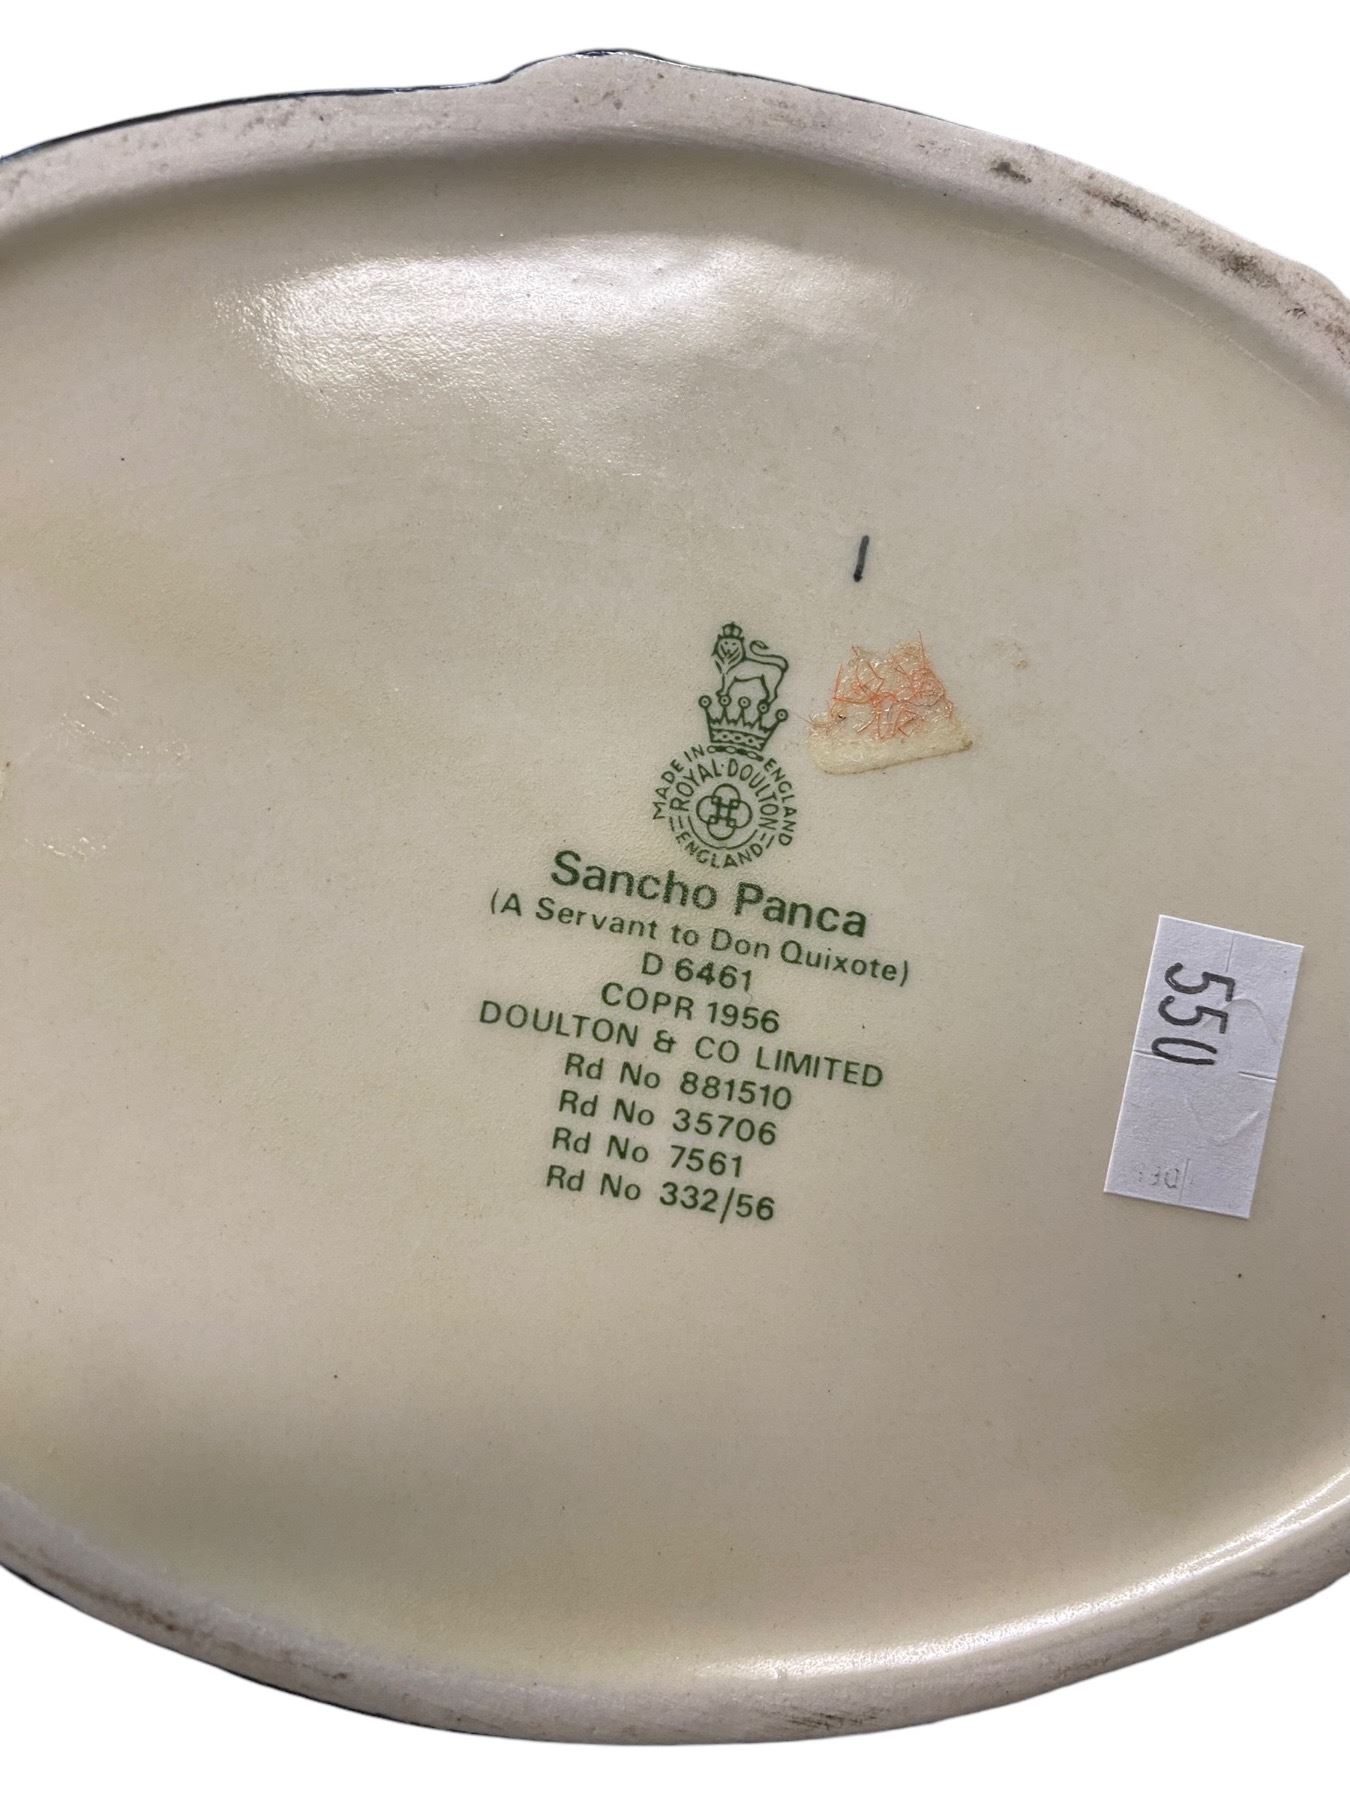 I
MADE IN ENGLAND
ROYAL·DOULTON
ENGLAND
Sancho Panca
(A Servant to Don Quixote)
D 6461
COPR 1956
DOULTON & CO LIMITED
Rd No 881510
Rd No 35706
Rd No 7561
Rd No 332/56
550